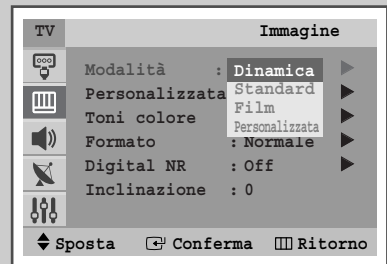 TV Immagine
Modalità : Dinamica
Personalizzata Standard
Film
Toni colore
Personalizzata
Formato : Normale
Digital NR : Off
Inclinazione : 0
Sposta Conferma Ritorno